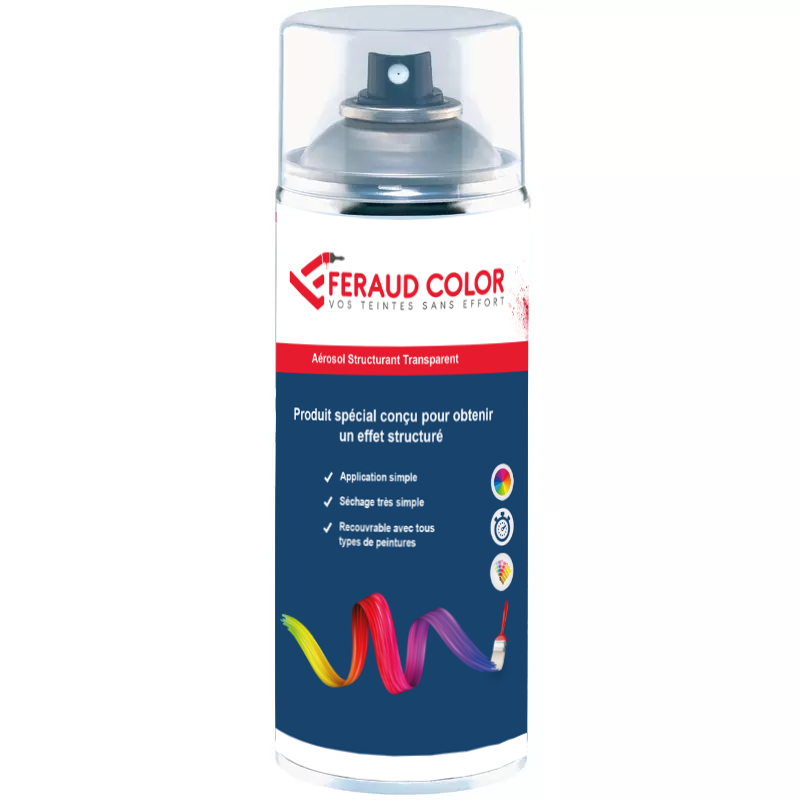 FERAUD COLOR
VOS TEINTES SANS EFFORT
Aérosol Structurant Transparent
Produit spécial conçu pour obtenir
un effet structuré
✓ Application simple
✓ Séchage très simple
✓ Recouvrable avec tous
types de peintures